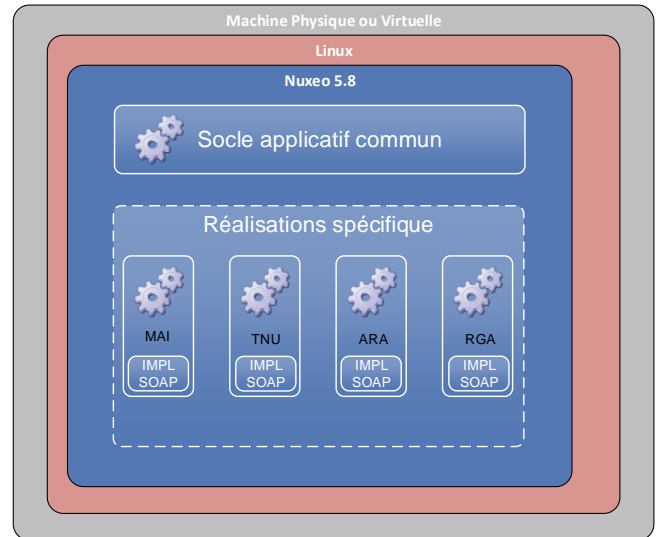 Machine Physique ou Virtuelle
Linux
Nuxeo 5.8
Socle applicatif commun
Réalisations spécifique
MAI
TNU
ARA
RGA
IMPL
SOAP
IMPL
SOAP
IMPL
SOAP
IMPL
SOAP